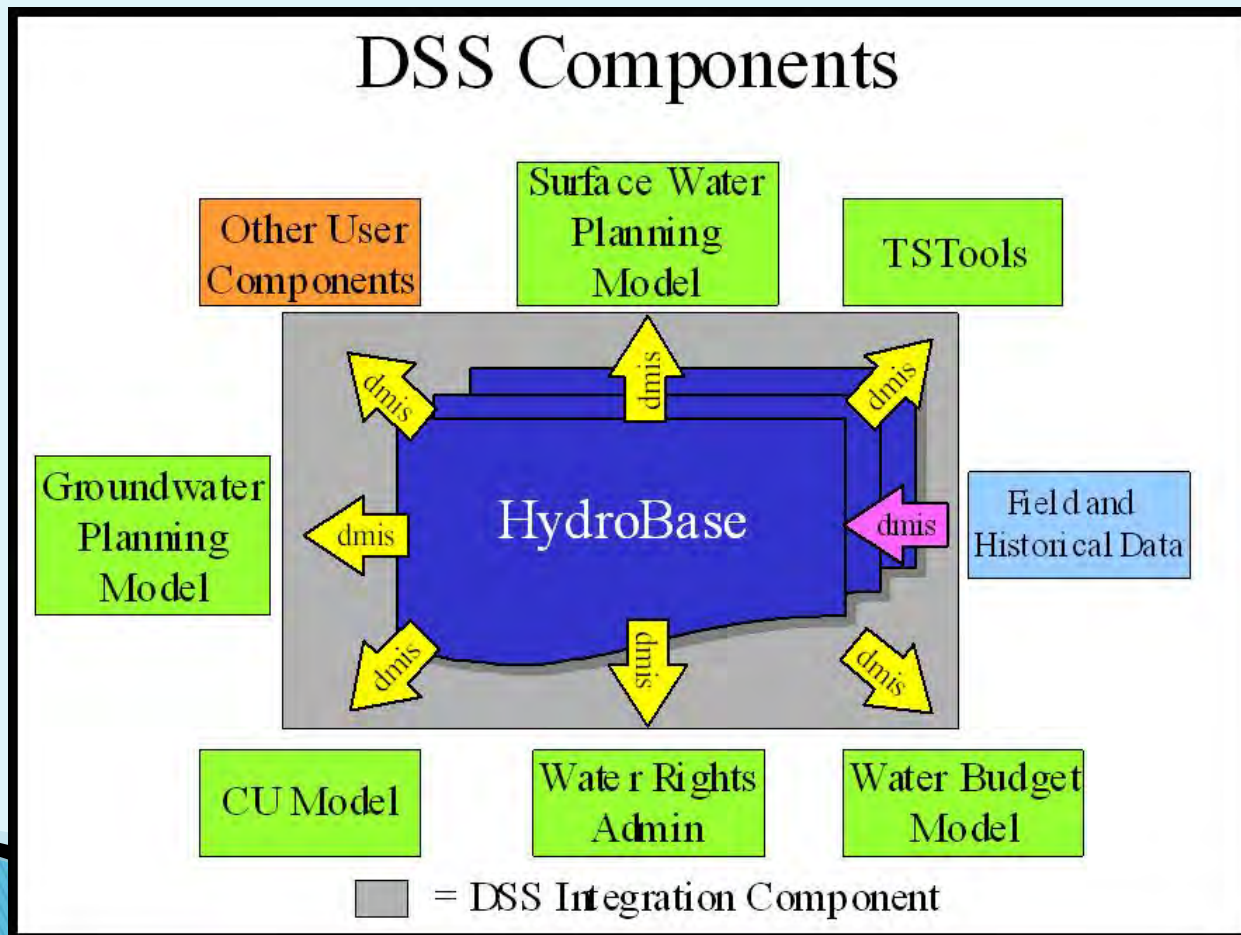 DSS Components
Other User
Components
Surface Water
Planning
Model
TSTools
dmis
dmis
dmis
Groundwater
Planning
Model
dmis
HydroBase
dmis
Field and
Historical Data
dmis
dmis
dmis
CU Model
Water Rights
Admin
Water Budget
Model
= DSS Integration Component